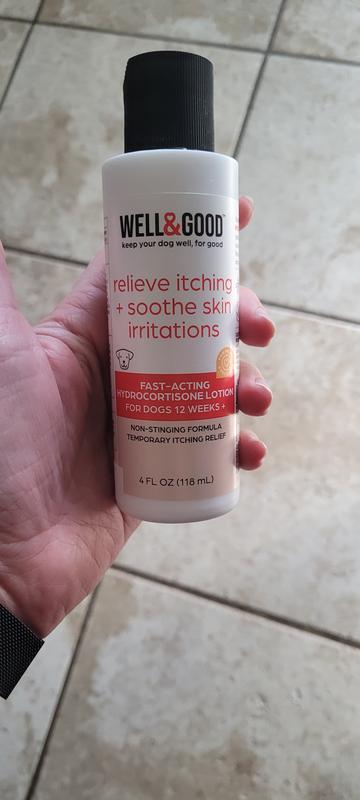 WELL&GOOD™
keep your dog well, for good
relieve itching
+ soothe skin
irritations
FAST-ACTING
HYDROCORTISONE LOTION
FOR DOGS 12 WEEKS +
NON-STINGING FORMULA
TEMPORARY ITCHING RELIEF
4 FL OZ (118 mL)